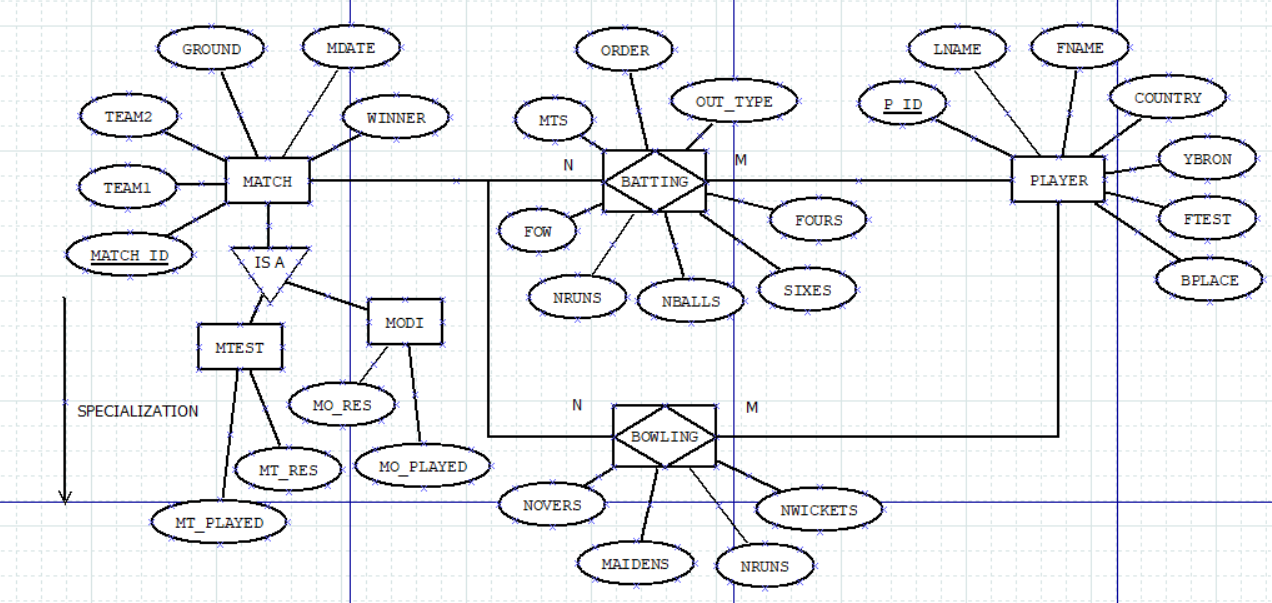 GROUND
MDATE
ORDER
LNAME
FNAME
TEAM2
WINNER
MTS
OUT_TYPE
P_ID
COUNTRY
TEAM1
MATCH
N
BATTING
M
PLAYER
YBRON
MATCH_ID
IS A
FOW
FOURS
FTEST
NRUNS
NBALLS
SIXES
BPLACE
MTEST
MODI
SPECIALIZATION
MO_RES
N
BOWLING
M
MT_RES
MO_PLAYED
MT_PLAYED
NOVERS
NWICKETS
MAIDENS
NRUNS